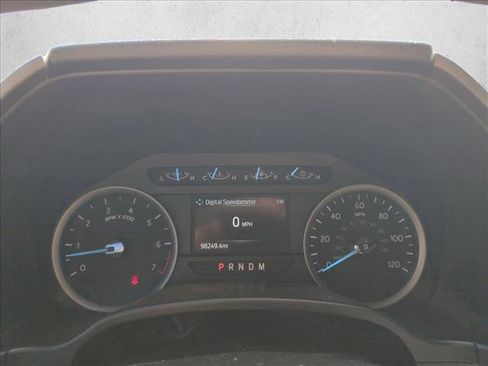 L H C H E F C H
Digital Speedometer SW
0 MPH
98249.4mi
P R N D M
RPM X 1000
0 1 2 3 4 5 6 7
MPH
0 20 40 60 80 100 120